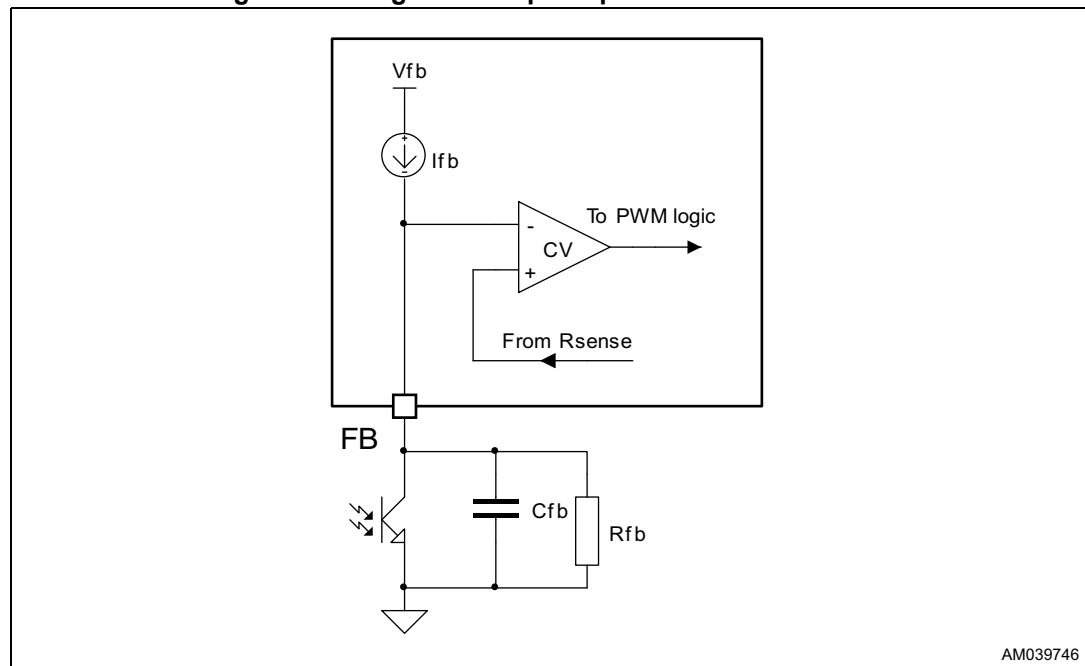 Vfb
Ifb
To PWM logic
-
CV
+
From Rsense
FB
Cfb
Rfb
AM039746